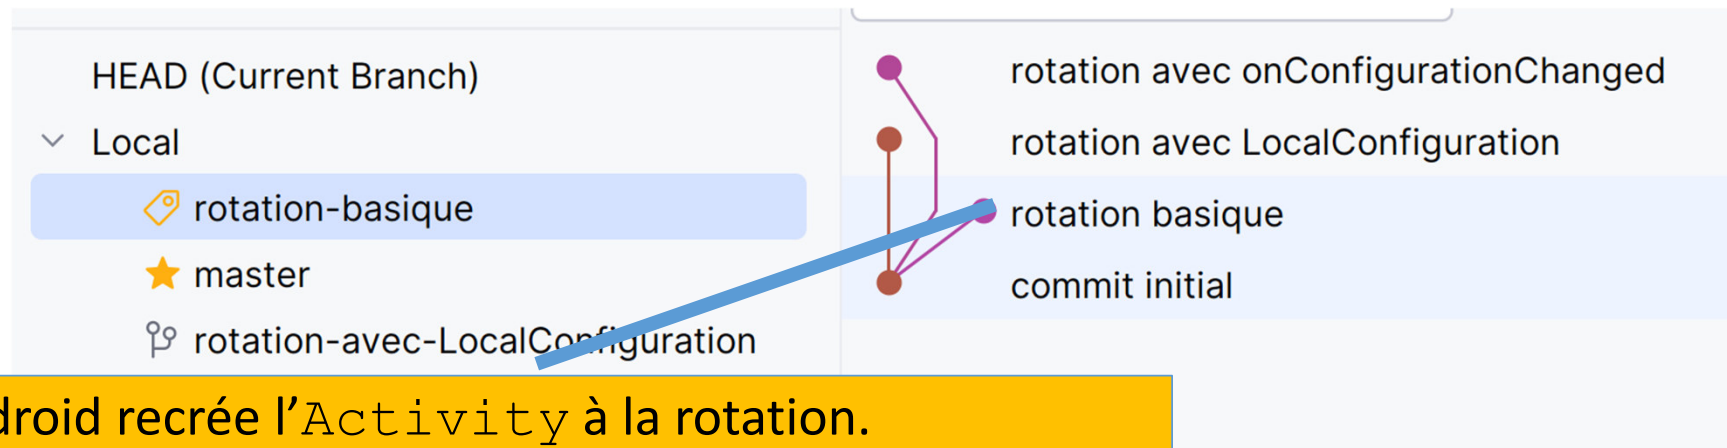 HEAD (Current Branch)
Local
rotation-basique
master
rotation-avec-LocalConfiguration
rotation avec onConfigurationChanged
rotation avec LocalConfiguration
rotation basique
commit initial
recrée l’Activity à la rotation.